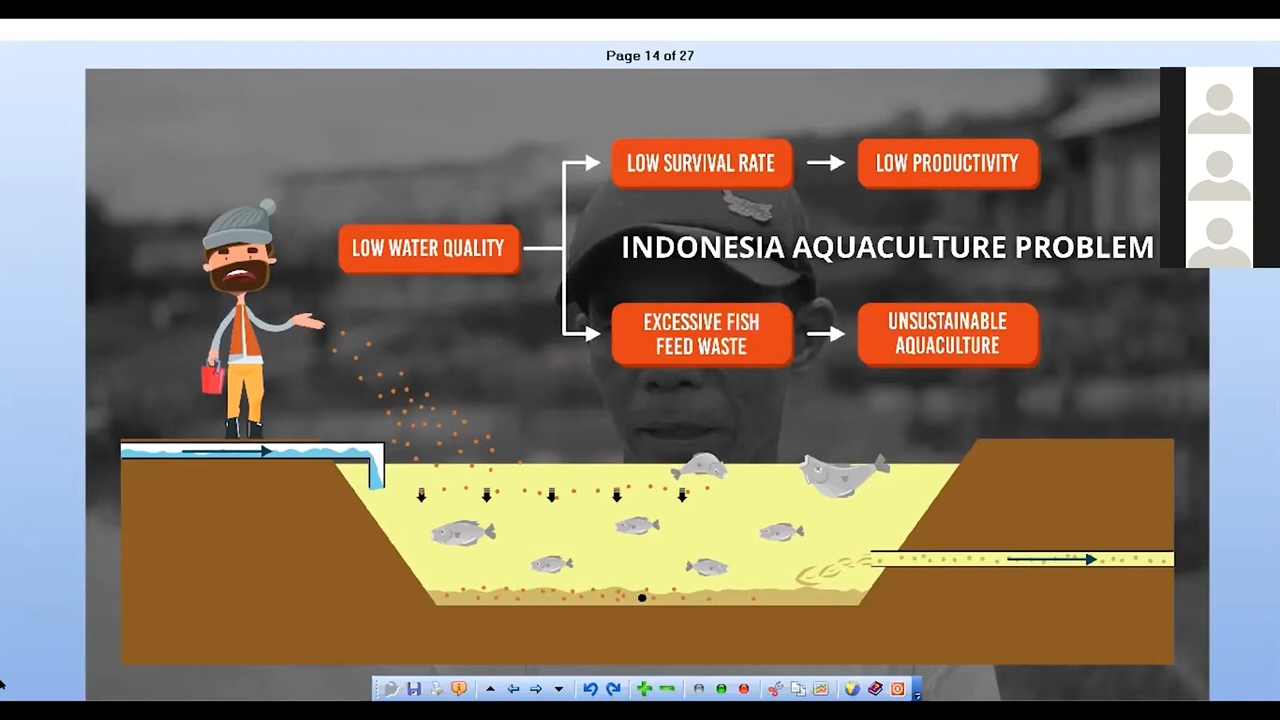 Page 14 of 27
LOW SURVIVAL RATE
LOW PRODUCTIVITY
LOW WATER QUALITY
INDONESIA AQUACULTURE PROBLEM
EXCESSIVE FISH
FEED WASTE
UNSUSTAINABLE
AQUACULTURE